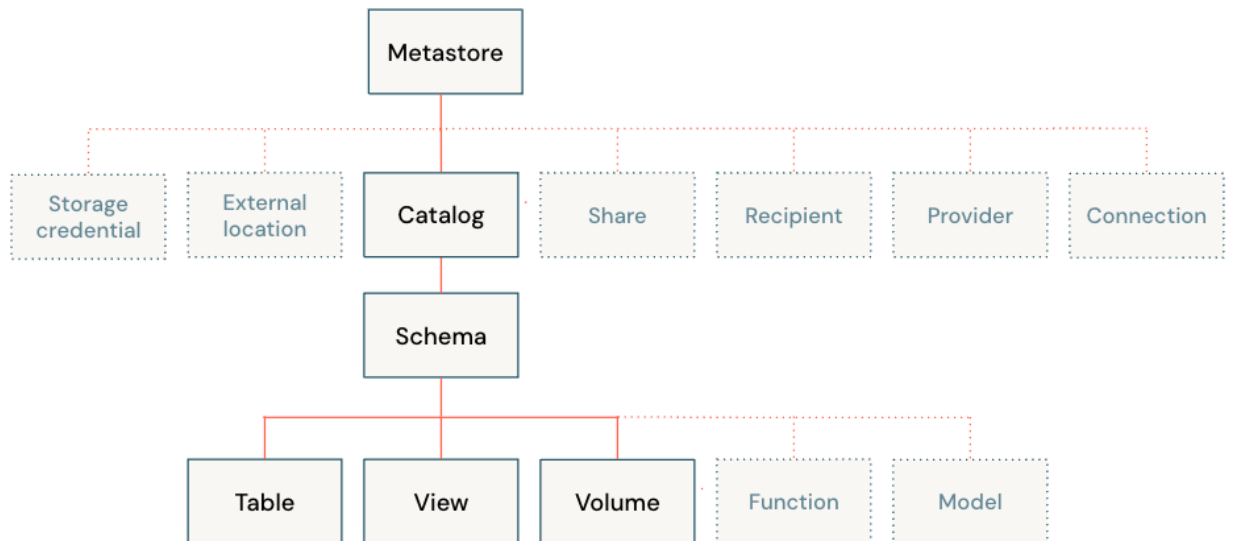 Metastore
Storage
credential
External
location
Catalog
Share
Recipient
Provider
Connection
Schema
Table
View
Volume
Function
Model